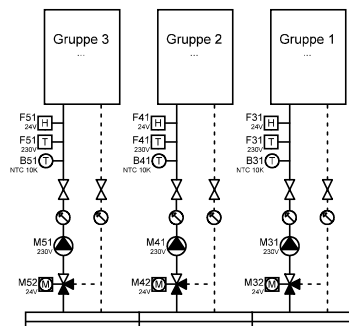 Gruppe 3
...
Gruppe 2
...
Gruppe 1
...
F51
24V
H
F41
24V
H
F31
24V
H
F51
230V
T
F41
230V
T
F31
230V
T
B51
NTC 10K
T
B41
NTC 10K
T
B31
NTC 10K
T
M51
230V
M41
230V
M31
230V
M52
24V
M
M42
24V
M
M32
24V
M